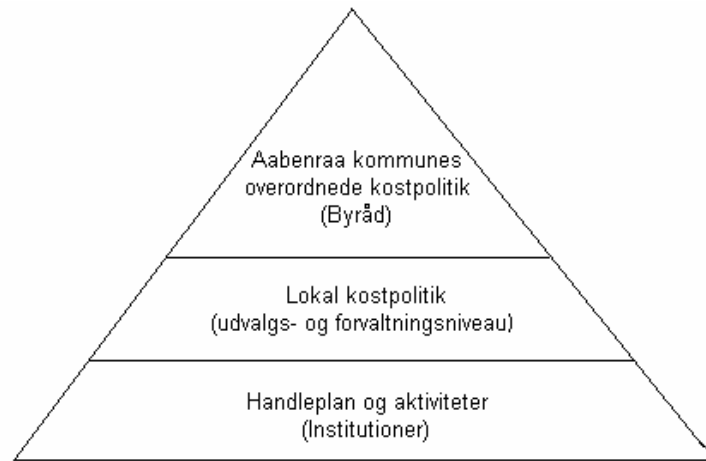 Aabenraa kommunes
overordnede kostpolitik
(Byråd)
Lokal kostpolitik
(udvalgs- og forvaltningsniveau)
Handleplan og aktiviteter
(Institutioner)